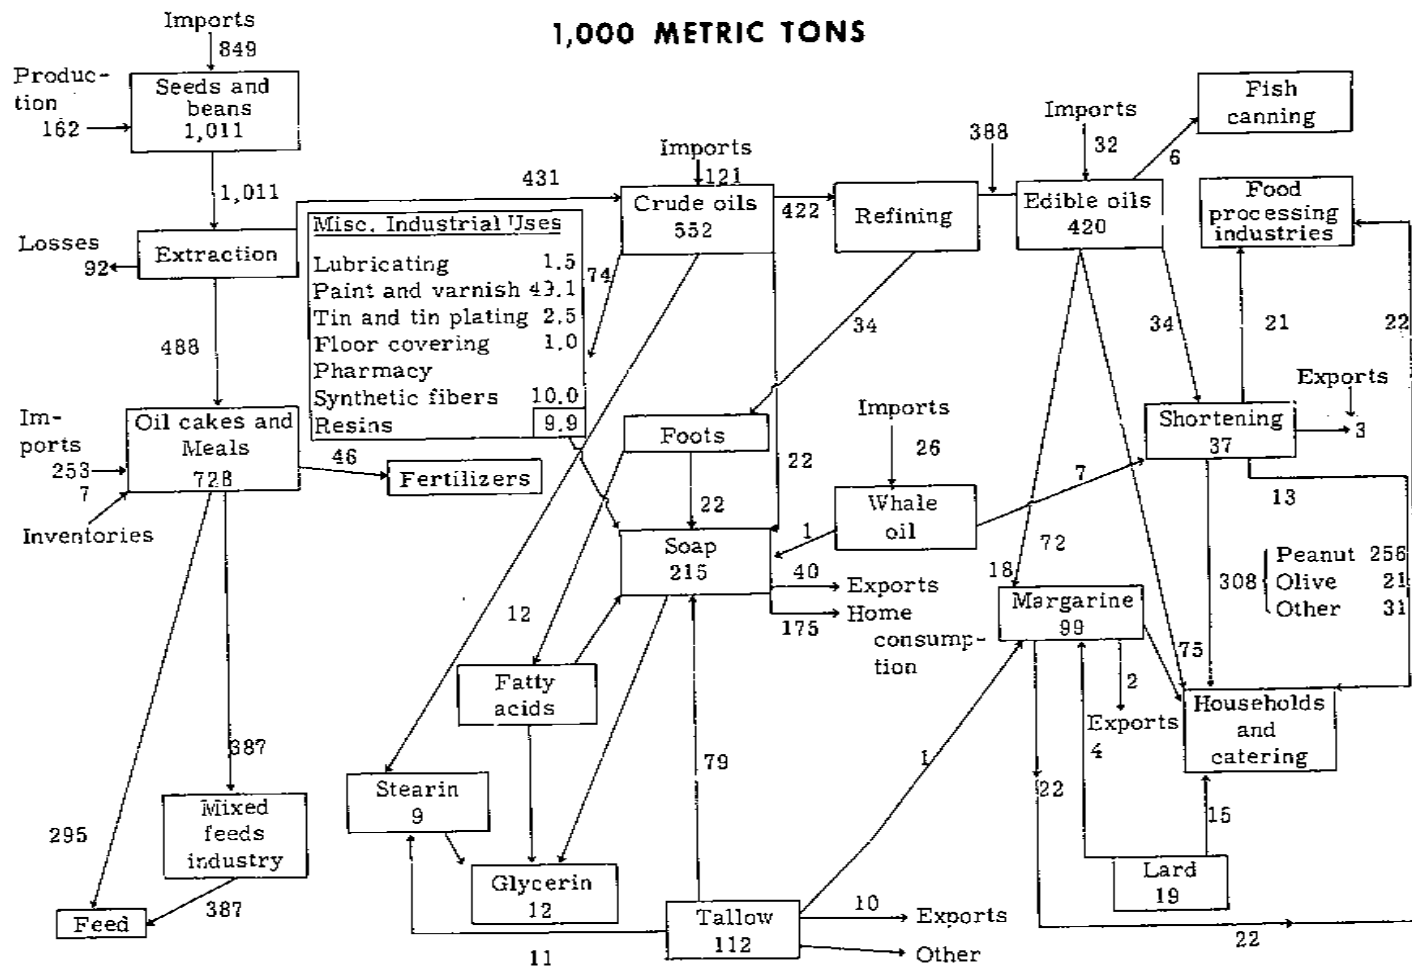 1,000 METRIC TONS
Imports
849
Produc-
tion
162
Seeds and
beans
1,011
1,011
Losses
92
Extraction
431
488
Im-
ports
253
7
Inventories
Oil cakes and
Meals
728
46
Fertilizers
295
387
Mixed
feeds
industry
387
Feed
Misc. Industrial Uses
Lubricating 1.5
Paint and varnish 43.1
Tin and tin plating 2.5
Floor covering 1.0
Pharmacy
Synthetic fibers 10.0
Resins 9.9
74
Imports
121
Crude oils
552
422
Refining
388
34
Foots
22
22
12
Imports
26
Whale
oil
1
7
Soap
215
40
Exports
175
Home
consump-
tion
Fatty
acids
79
Stearin
9
Glycerin
12
11
Tallow
112
10
Exports
Other
1
Imports
32
Edible oils
420
6
Fish
canning
Food
processing
industries
34
21
22
Exports
3
Shortening
37
13
72
18
Margarine
99
308
Peanut 256
Olive 21
Other 31
75
2
Exports
4
Households
and
catering
22
15
Lard
19
22